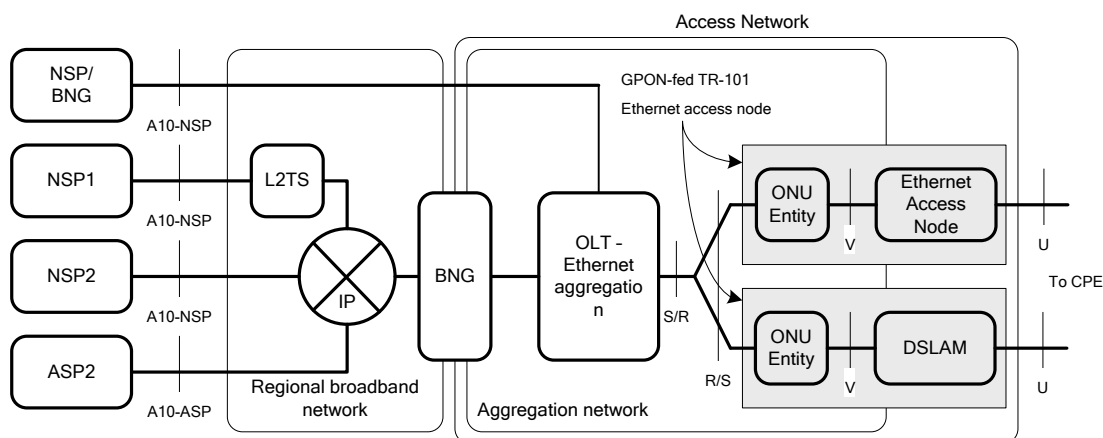 Access Network
NSP/
BNG
A10-NSP
GPON-fed TR-101
Ethernet access node
NSP1
A10-NSP
L2TS
NSP2
A10-NSP
IP
BNG
OLT –
Ethernet
aggregatio
n
S/R
R/S
ONU
Entity
V
Ethernet
Access
Node
U
To CPE
ASP2
A10-ASP
ONU
Entity
V
DSLAM
U
Regional broadband
network
Aggregation network